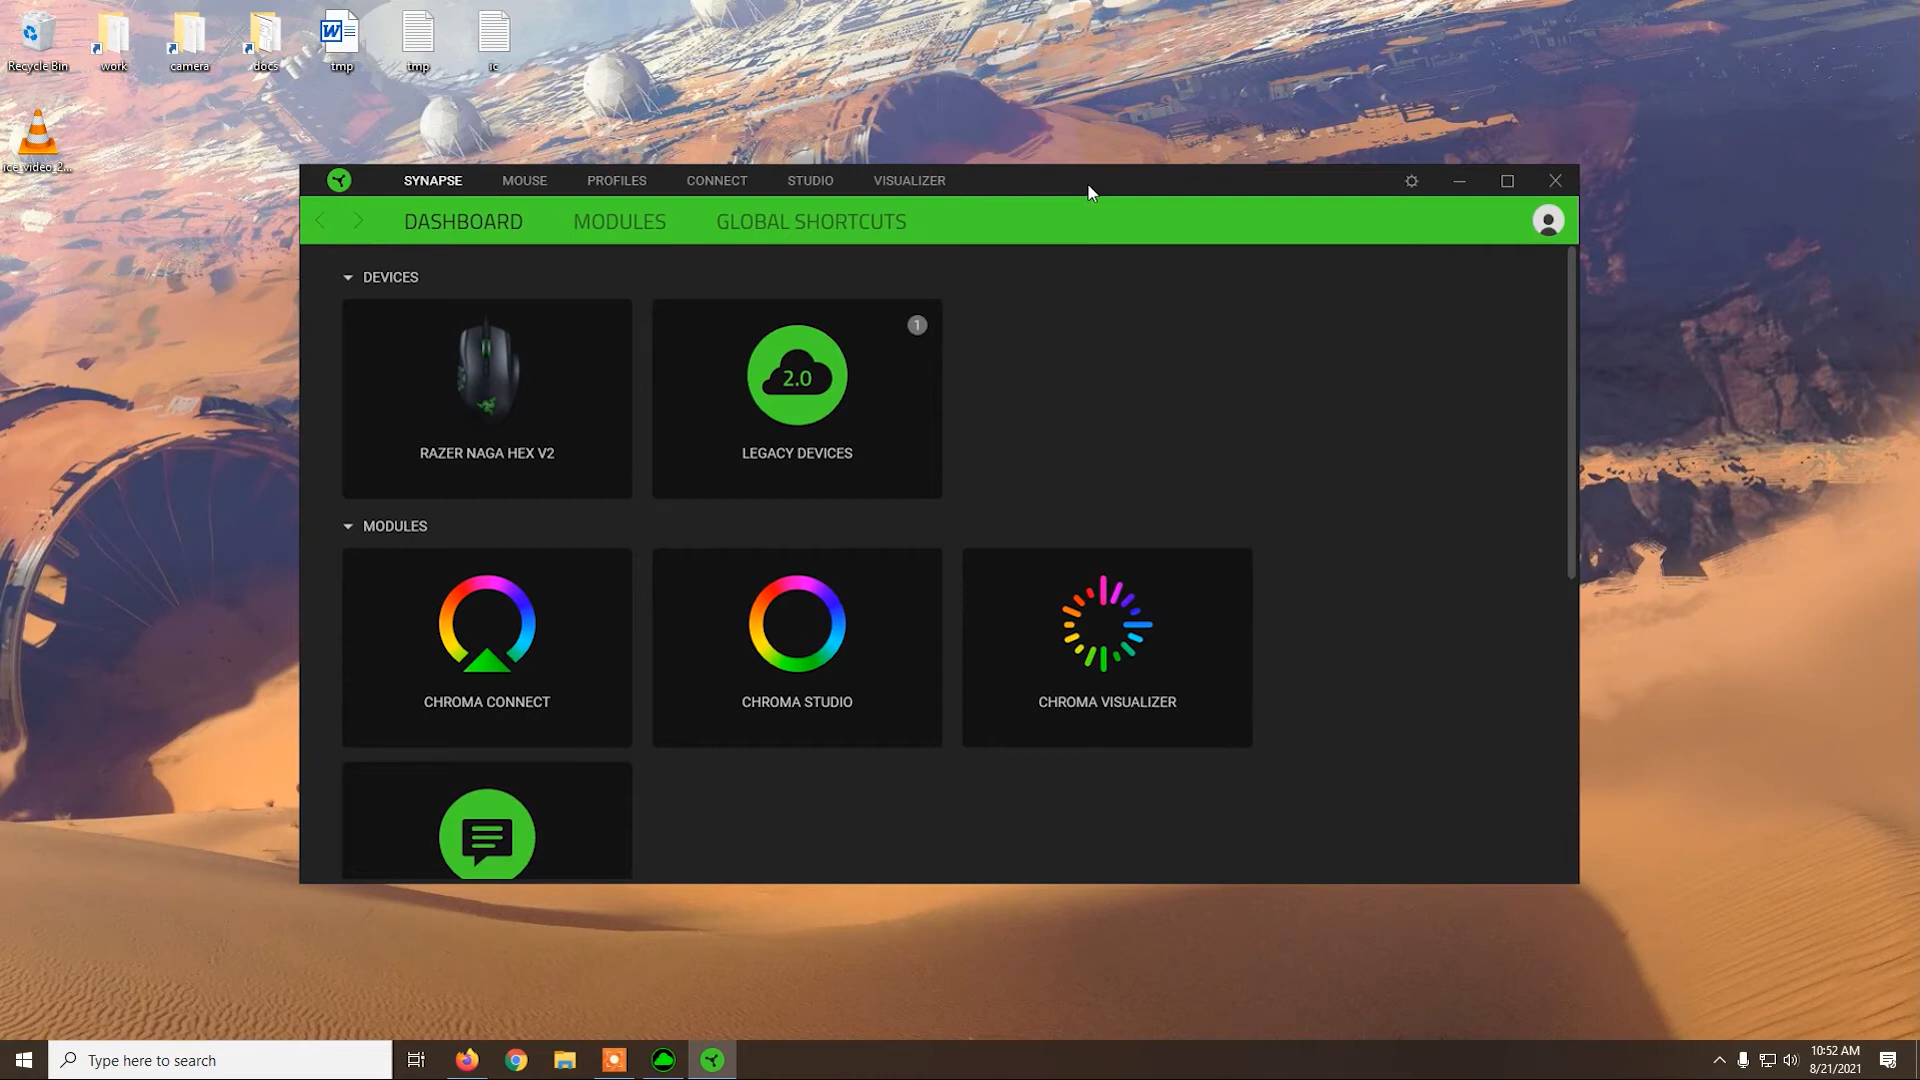 Recycle Bin
work
camera
docs
tmp
tmp
ic
ice_video_2...
SYNAPSE
MOUSE
PROFILES
CONNECT
STUDIO
VISUALIZER
DASHBOARD
MODULES
GLOBAL SHORTCUTS
DEVICES
1
2.0
RAZER NAGA HEX V2
LEGACY DEVICES
MODULES
CHROMA CONNECT
CHROMA STUDIO
CHROMA VISUALIZER
Type here to search
10:52 AM
8/21/2021